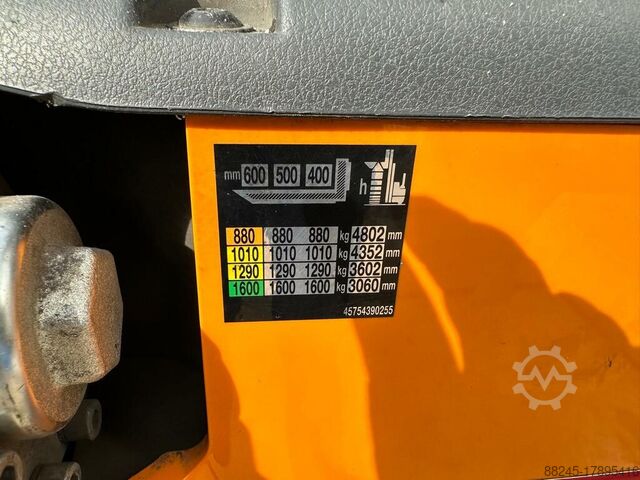 mm 600 500 400 h
880 880 880 kg 4802 mm
1010 1010 1010 kg 4352 mm
1290 1290 1290 kg 3602 mm
1600 1600 1600 kg 3060 mm
45754390255
88245-17895416